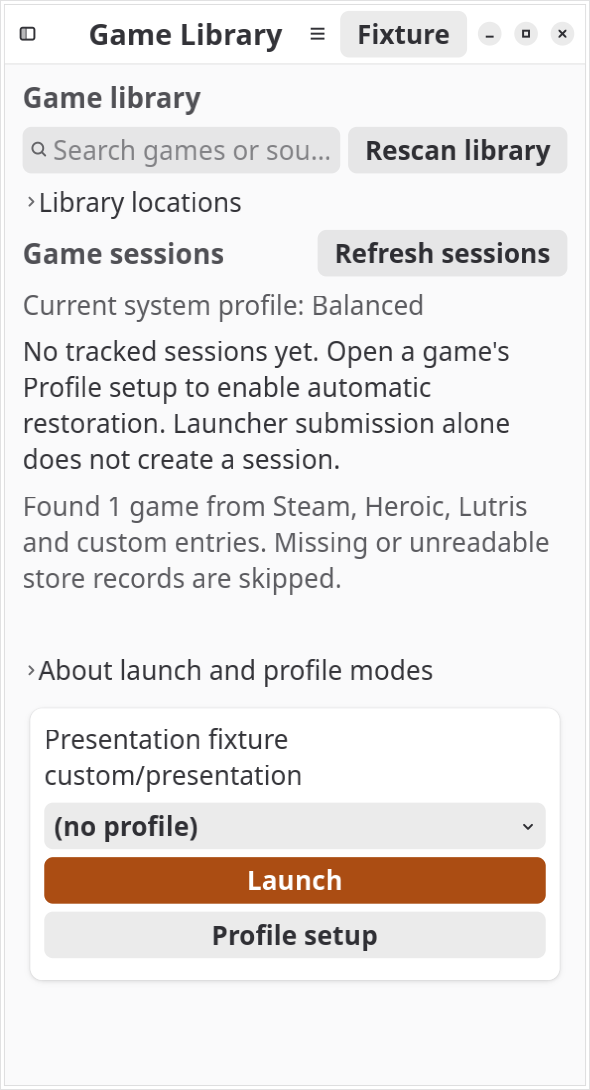 Game Library
Fixture
Game library
Search games or sou...
Rescan library
Library locations
Game sessions
Refresh sessions
Current system profile: Balanced
No tracked sessions yet. Open a game's
Profile setup to enable automatic
restoration. Launcher submission alone
does not create a session.
Found 1 game from Steam, Heroic, Lutris
and custom entries. Missing or unreadable
store records are skipped.
About launch and profile modes
Presentation fixture
custom/presentation
(no profile)
Launch
Profile setup